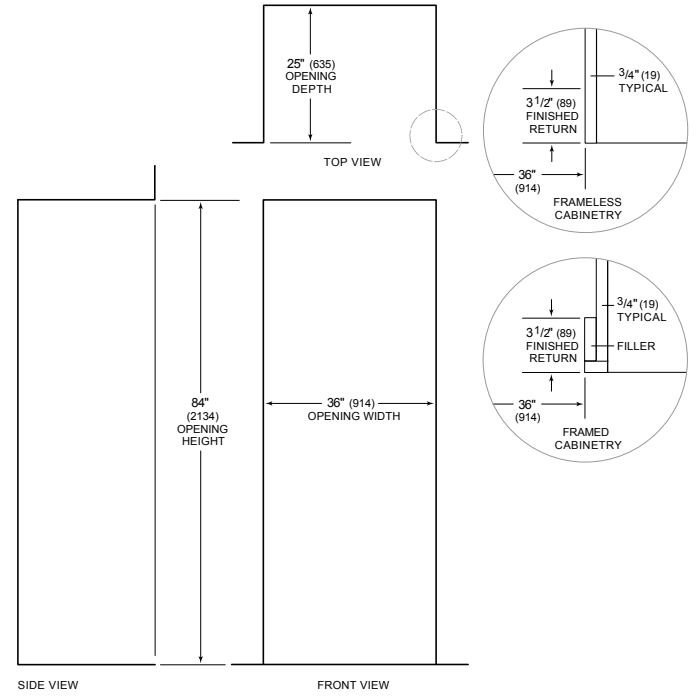 25" (635)
OPENING
DEPTH
TOP VIEW
3/4" (19)
TYPICAL
3 1/2" (89)
FINISHED
RETURN
36"
(914)
FRAMELESS
CABINETRY
3/4" (19)
TYPICAL
3 1/2" (89)
FINISHED
RETURN
FILLER
36"
(914)
FRAMED
CABINETRY
84"
(2134)
OPENING
HEIGHT
36" (914)
OPENING WIDTH
SIDE VIEW
FRONT VIEW